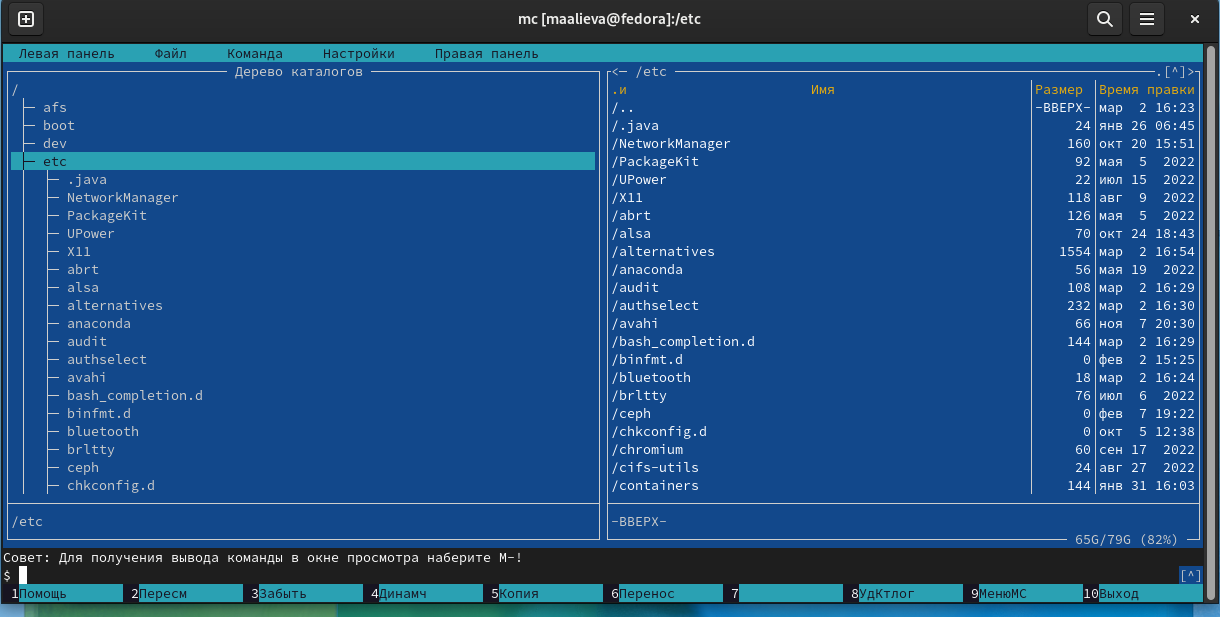 mc [maalieva@fedora]:/etc
Левая панель Файл Команда Настройки Правая панель
Дерево каталогов
/
afs
boot
dev
etc
.java
NetworkManager
PackageKit
UPower
X11
abrt
alsa
alternatives
anaconda
audit
authselect
avahi
bash_completion.d
binfmt.d
bluetooth
brltty
ceph
chkconfig.d
/etc
<─ /etc .[^]>
.и Имя Размер Время правки
/.. -ВВЕРХ- мар 2 16:23
/.java 24 янв 26 06:45
/NetworkManager 160 окт 20 15:51
/PackageKit 92 мая 5 2022
/UPower 22 июл 15 2022
/X11 118 авг 9 2022
/abrt 126 мая 5 2022
/alsa 70 окт 24 18:43
/alternatives 1554 мар 2 16:54
/anaconda 56 мая 19 2022
/audit 108 мар 2 16:29
/authselect 232 мар 2 16:30
/avahi 66 ноя 7 20:30
/bash_completion.d 144 мар 2 16:29
/binfmt.d 0 фев 2 15:25
/bluetooth 18 мар 2 16:24
/brltty 76 июл 6 2022
/ceph 0 фев 7 19:22
/chkconfig.d 0 окт 5 12:38
/chromium 60 сен 17 2022
/cifs-utils 24 авг 27 2022
/containers 144 янв 31 16:03
-ВВЕРХ-
65G/79G (82%)
Совет: Для получения вывода команды в окне просмотра наберите M-!
$ [^]
1Помощь 2Пересм 3Забыть 4Динамч 5Копия 6Перенос 7 8УдКтлог 9МенюMC 10Выход